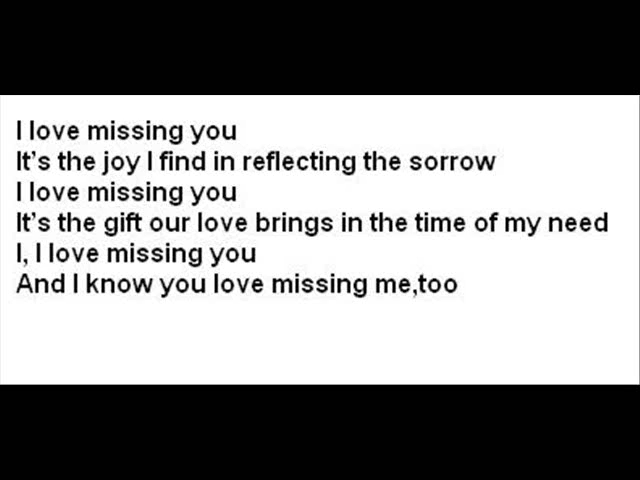 I love missing you
It's the joy I find in reflecting the sorrow
I love missing you
It's the gift our love brings in the time of my need
I, I love missing you
And I know you love missing me,too